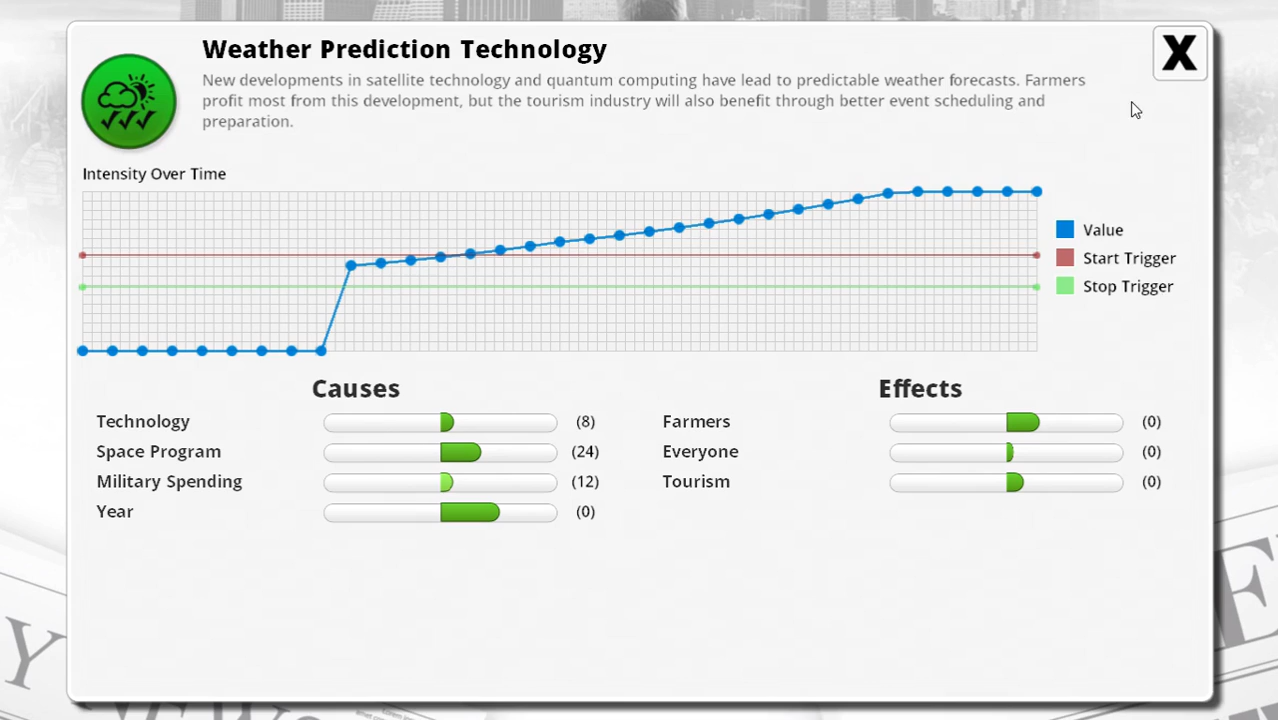 Weather Prediction Technology
X
New developments in satellite technology and quantum computing have lead to predicable weather forecasts. Farmers
profit most from this development, but the tourism industry will also benefit through better event scheduling and
preparation.
Intensity Over Time
Value
Start Trigger
Stop Trigger
Causes
Effects
Technology (8)
Farmers (0)
Space Program (24)
Everyone (0)
Military Spending (12)
Tourism (0)
Year (0)